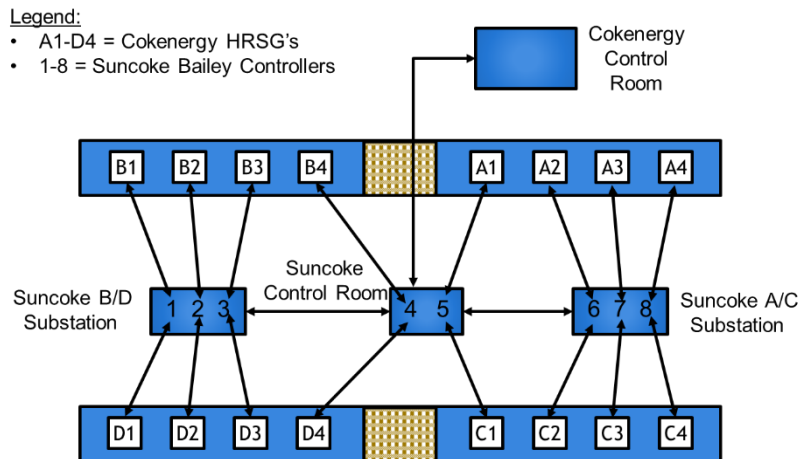 Legend:
• A1-D4 = Cokenergy HRSG's
• 1-8 = Suncoke Bailey Controllers
Cokenergy
Control
Room
B1 B2 B3 B4 A1 A2 A3 A4
Suncoke B/D
Substation
1 2 3
Suncoke
Control Room
4 5
6 7 8
Suncoke A/C
Substation
D1 D2 D3 D4 C1 C2 C3 C4